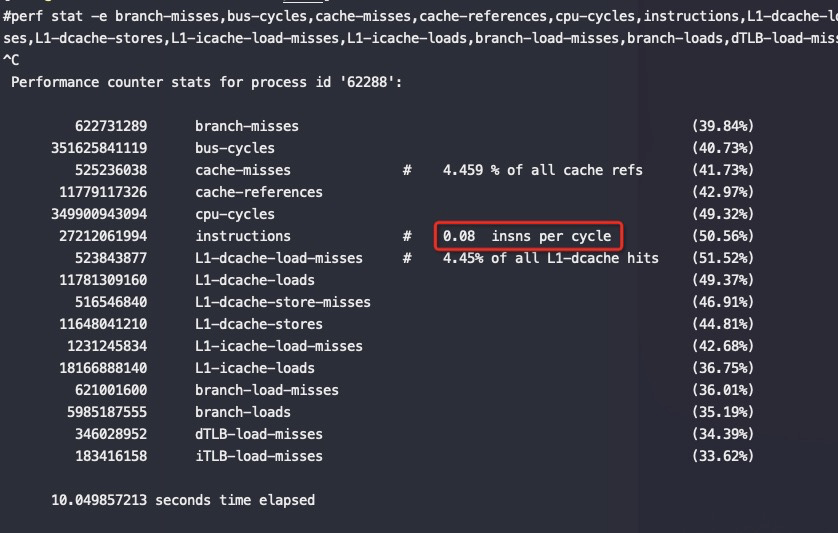 #perf stat -e branch-misses,bus-cycles,cache-misses,cache-references,cpu-cycles,instructions,L1-dcache-lo
ses,L1-dcache-stores,L1-icache-load-misses,L1-icache-loads,branch-load-misses,branch-loads,dTLB-load-miss
^C
Performance counter stats for process id '62288':
622731289 branch-misses (39.84%)
351625841119 bus-cycles (40.73%)
525236038 cache-misses # 4.459 % of all cache refs (41.73%)
11779117326 cache-references (42.97%)
349900943094 cpu-cycles (49.32%)
27212061994 instructions # 0.08 insns per cycle (50.56%)
523843877 L1-dcache-load-misses # 4.45% of all L1-dcache hits (51.52%)
11781309160 L1-dcache-loads (49.37%)
516546840 L1-dcache-store-misses (46.91%)
11648041210 L1-dcache-stores (44.81%)
1231245834 L1-icache-load-misses (42.68%)
18166888140 L1-icache-loads (36.75%)
621001600 branch-load-misses (36.01%)
5985187555 branch-loads (35.19%)
346028952 dTLB-load-misses (34.39%)
183416158 iTLB-load-misses (33.62%)
10.049857213 seconds time elapsed